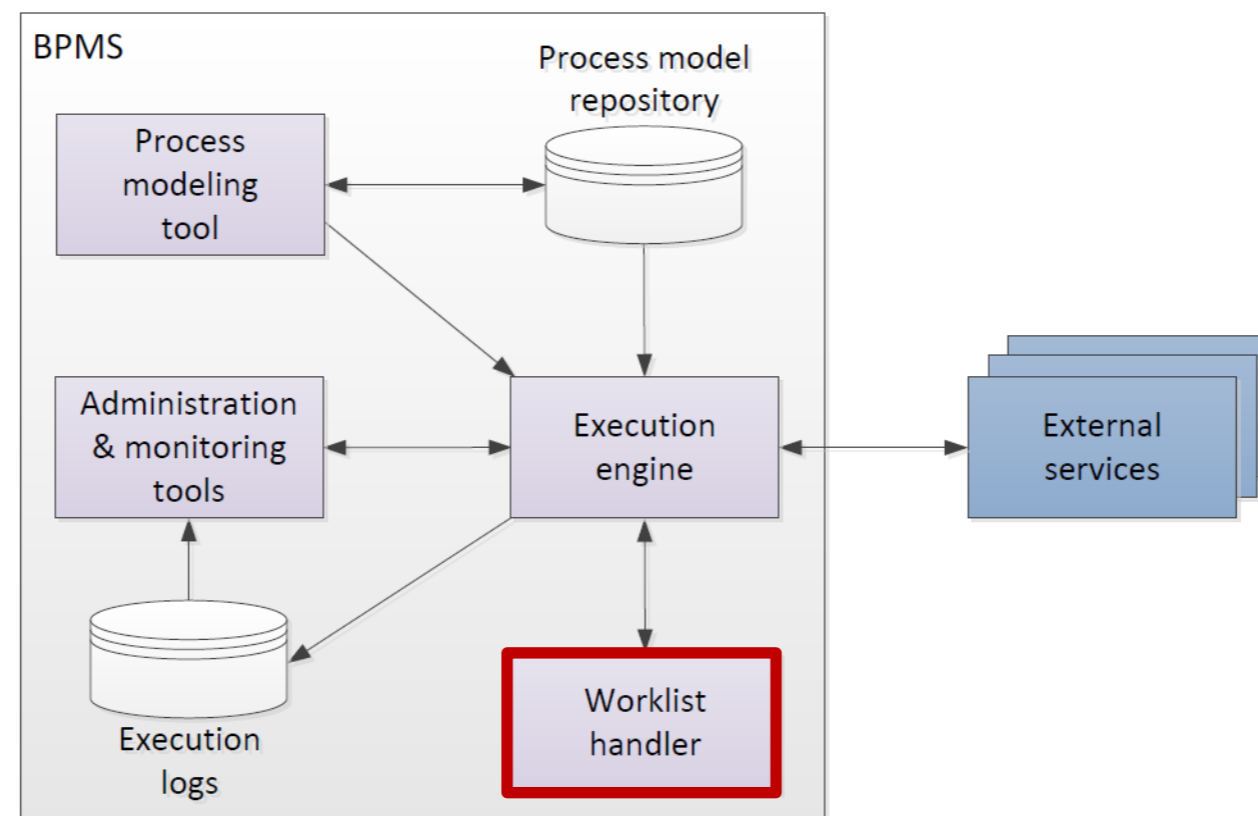 BPMS
Process model
repository
Process
modeling
tool
Administration
& monitoring
tools
Execution
engine
External
services
Worklist
handler
Execution
logs